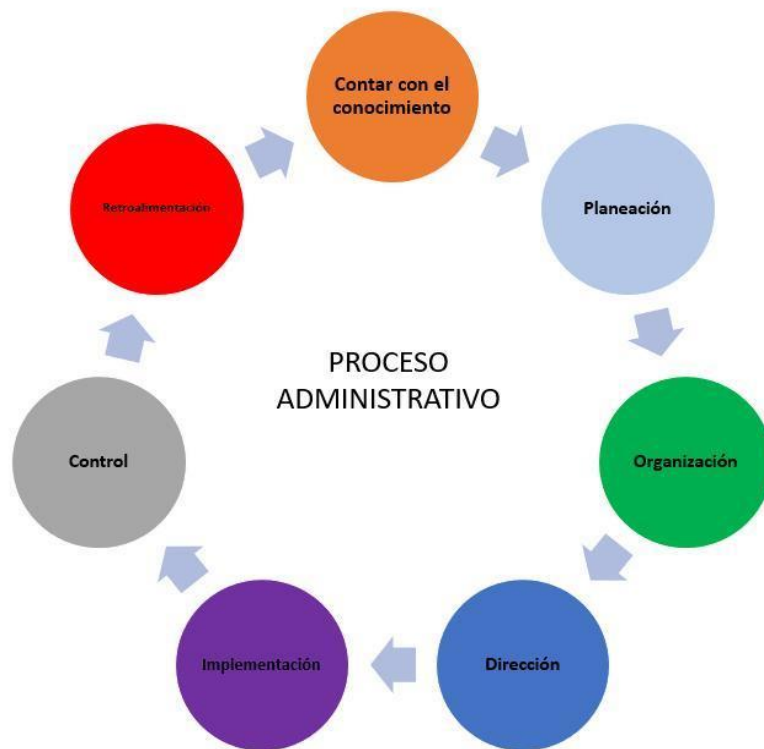 Contar con el
conocimiento
Planeación
Organización
Dirección
Implementación
Control
Retroalimentación
PROCESO
ADMINISTRATIVO